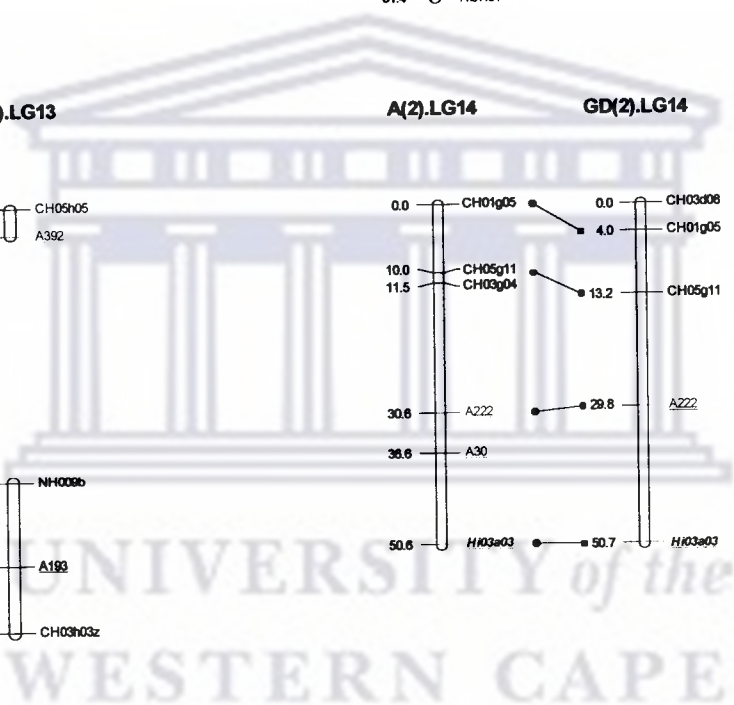 ).LG13
A(2).LG14
GD(2).LG14
CH05h05
A392
0.0 CH01g05
10.0 CH05g11
11.5 CH03g04
30.6 A222
36.6 A30
50.6 Hi03a03
0.0 CH03d08
4.0 CH01g05
13.2 CH05g11
29.8 A222
50.7 Hi03a03
NH009b
A193
CH03h03z
UNIVERSITY of the
WESTERN CAPE